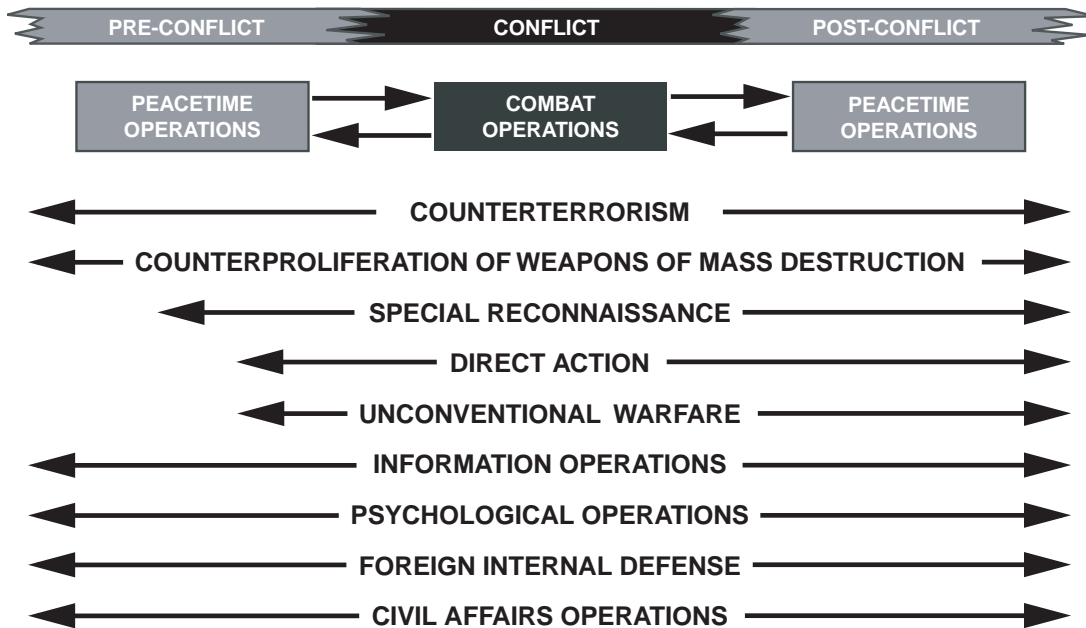 PRE-CONFLICT CONFLICT POST-CONFLICT
PEACETIME OPERATIONS
COMBAT OPERATIONS
PEACETIME OPERATIONS
COUNTERTERRORISM
COUNTERPROLIFERATION OF WEAPONS OF MASS DESTRUCTION
SPECIAL RECONNAISSANCE
DIRECT ACTION
UNCONVENTIONAL WARFARE
INFORMATION OPERATIONS
PSYCHOLOGICAL OPERATIONS
FOREIGN INTERNAL DEFENSE
CIVIL AFFAIRS OPERATIONS